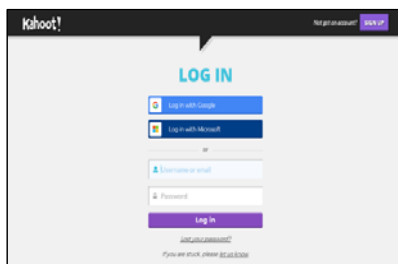 Kahoot!
Not got an account? SIGN UP
LOG IN
Log in with Google
Log in with Microsoft
or
Username or email
Password
Log in
Lost your password?
If you are stuck, please let us know.